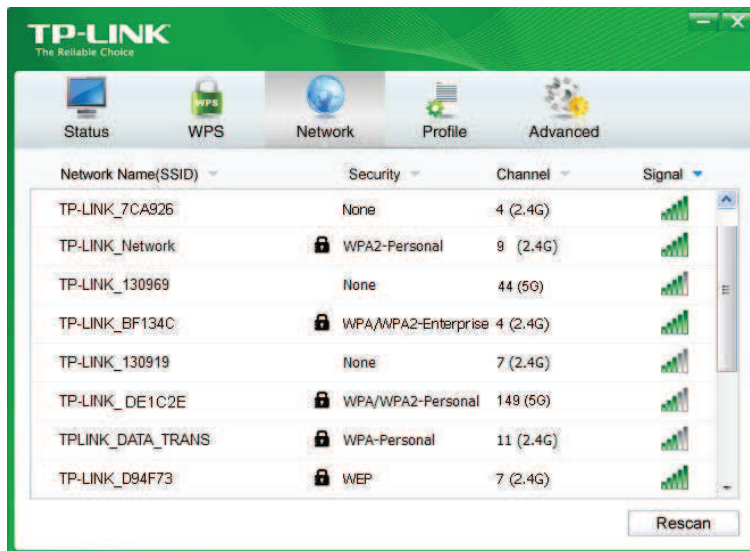 TP-LINK
The Reliable Choice
WPS
Status WPS Network Profile Advanced
Network Name(SSID) Security Channel Signal
TP-LINK_7CA926 None 4 (2.4G)
TP-LINK_Network WPA2-Personal 9 (2.4G)
TP-LINK_130969 None 44 (5G)
TP-LINK_BF134C WPA/WPA2-Enterprise 4 (2.4G)
TP-LINK_130919 None 7 (2.4G)
TP-LINK_DE1C2E WPA/WPA2-Personal 149 (5G)
TPLINK_DATA_TRANS WPA-Personal 11 (2.4G)
TP-LINK_D94F73 WEP 7 (2.4G)
Rescan